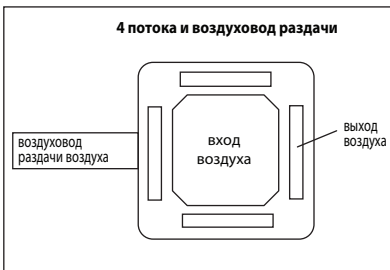 4 потока и воздуховод раздачи
воздуховод
раздачи воздуха
вход
воздуха
выход
воздуха